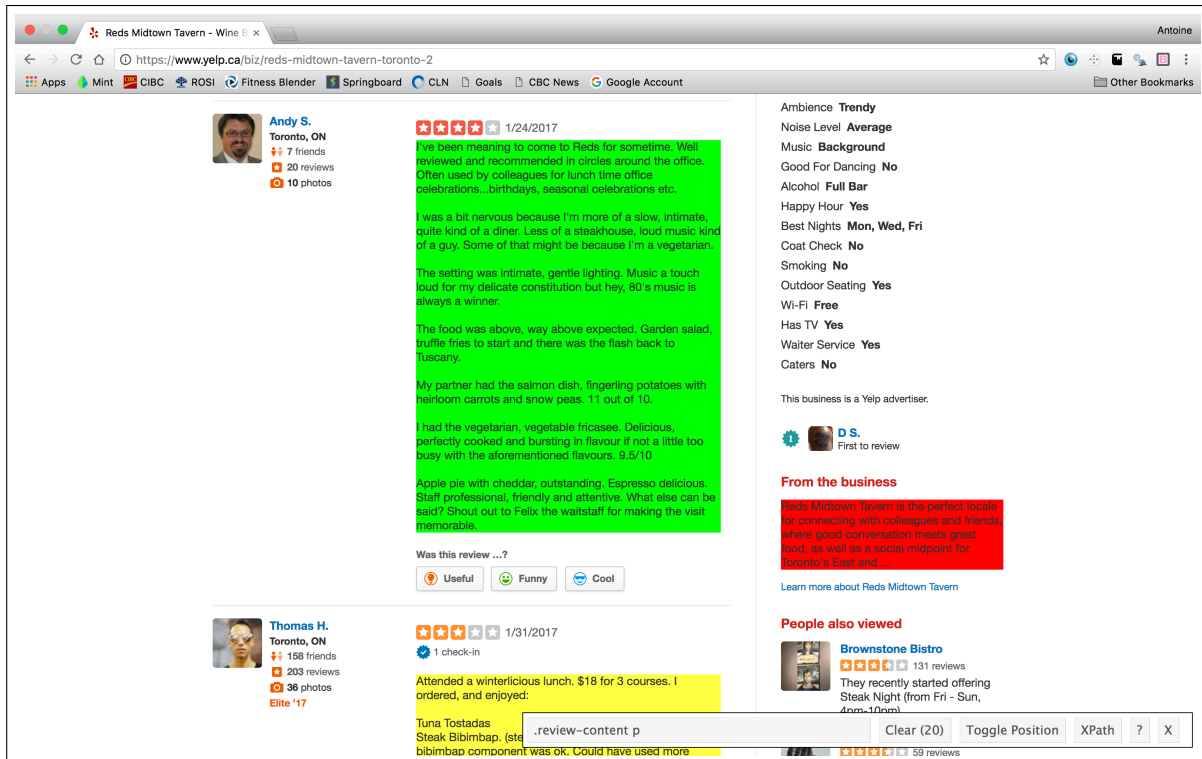 Reds Midtown Tavern - Wine B
Antoine
https://www.yelp.ca/biz/reds-midtown-tavern-toronto-2
Apps Mint CIBC ROSI Fitness Blender Springboard CLN Goals CBC News Google Account Other Bookmarks
Andy S.
Toronto, ON
7 friends
20 reviews
10 photos
1/24/2017
I've been meaning to come to Reds for sometime. Well
reviewed and recommended in circles around the office.
Often used by colleagues for lunch time office
celebrations...birthdays, seasonal celebrations etc.
I was a bit nervous because I'm more of a slow, intimate,
quite kind of a diner. Less of a steakhouse, loud music kind
of a guy. Some of that might be because I'm a vegetarian.
The setting was intimate, gentle lighting. Music a touch
loud for my delicate constitution but hey, 80's music is
always a winner.
The food was above, way above expected. Garden salad,
truffle fries to start and there was the flash back to
Tuscany.
My partner had the salmon dish, fingerling potatoes with
heirloom carrots and snow peas. 11 out of 10.
I had the vegetarian, vegetable fricasee. Delicious,
perfectly cooked and bursting in flavour if not a little too
busy with the aforementioned flavours. 9.5/10
Apple pie with cheddar, outstanding. Espresso delicious.
Staff professional, friendly and attentive. What else can be
said? Shout out to Felix the waitstaff for making the visit
memorable.
Was this review ...?
Useful Funny Cool
Thomas H.
Toronto, ON
158 friends
203 reviews
36 photos
Elite '17
1/31/2017
1 check-in
Attended a winterlicious lunch. $18 for 3 courses. I
ordered, and enjoyed:
Tuna Tostadas
Steak Bibimbap. (ste
bibimbap component was ok. Could have used more
Ambience Trendy
Noise Level Average
Music Background
Good For Dancing No
Alcohol Full Bar
Happy Hour Yes
Best Nights Mon, Wed, Fri
Coat Check No
Smoking No
Outdoor Seating Yes
Wi-Fi Free
Has TV Yes
Waiter Service Yes
Caters No
This business is a Yelp advertiser.
1
D S.
First to review
From the business
Reds Midtown Tavern is the perfect locale
for connecting with colleagues and friends,
where good conversation meets great
food, as well as a social midpoint for
Toronto's East and ...
Learn more about Reds Midtown Tavern
People also viewed
Brownstone Bistro
131 reviews
They recently started offering
Steak Night (from Fri - Sun,
4pm-10pm)
.review-content p Clear (20) Toggle Position XPath ? X
59 reviews